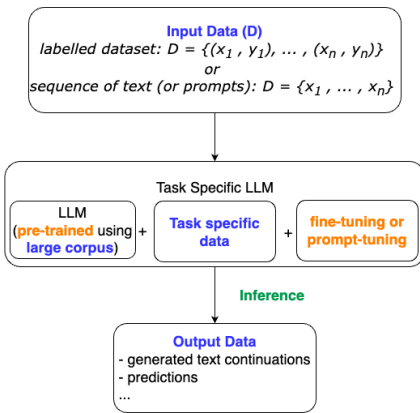 Input Data (D)
labelled dataset: D = {(x1 , y1), ... , (xn , yn)}
or
sequence of text (or prompts): D = {x1 , ... , xn}
Task Specific LLM
LLM
(pre-trained using
large corpus)
+
Task specific
data
+
fine-tuning or
prompt-tuning
Inference
Output Data
- generated text continuations
- predictions
...